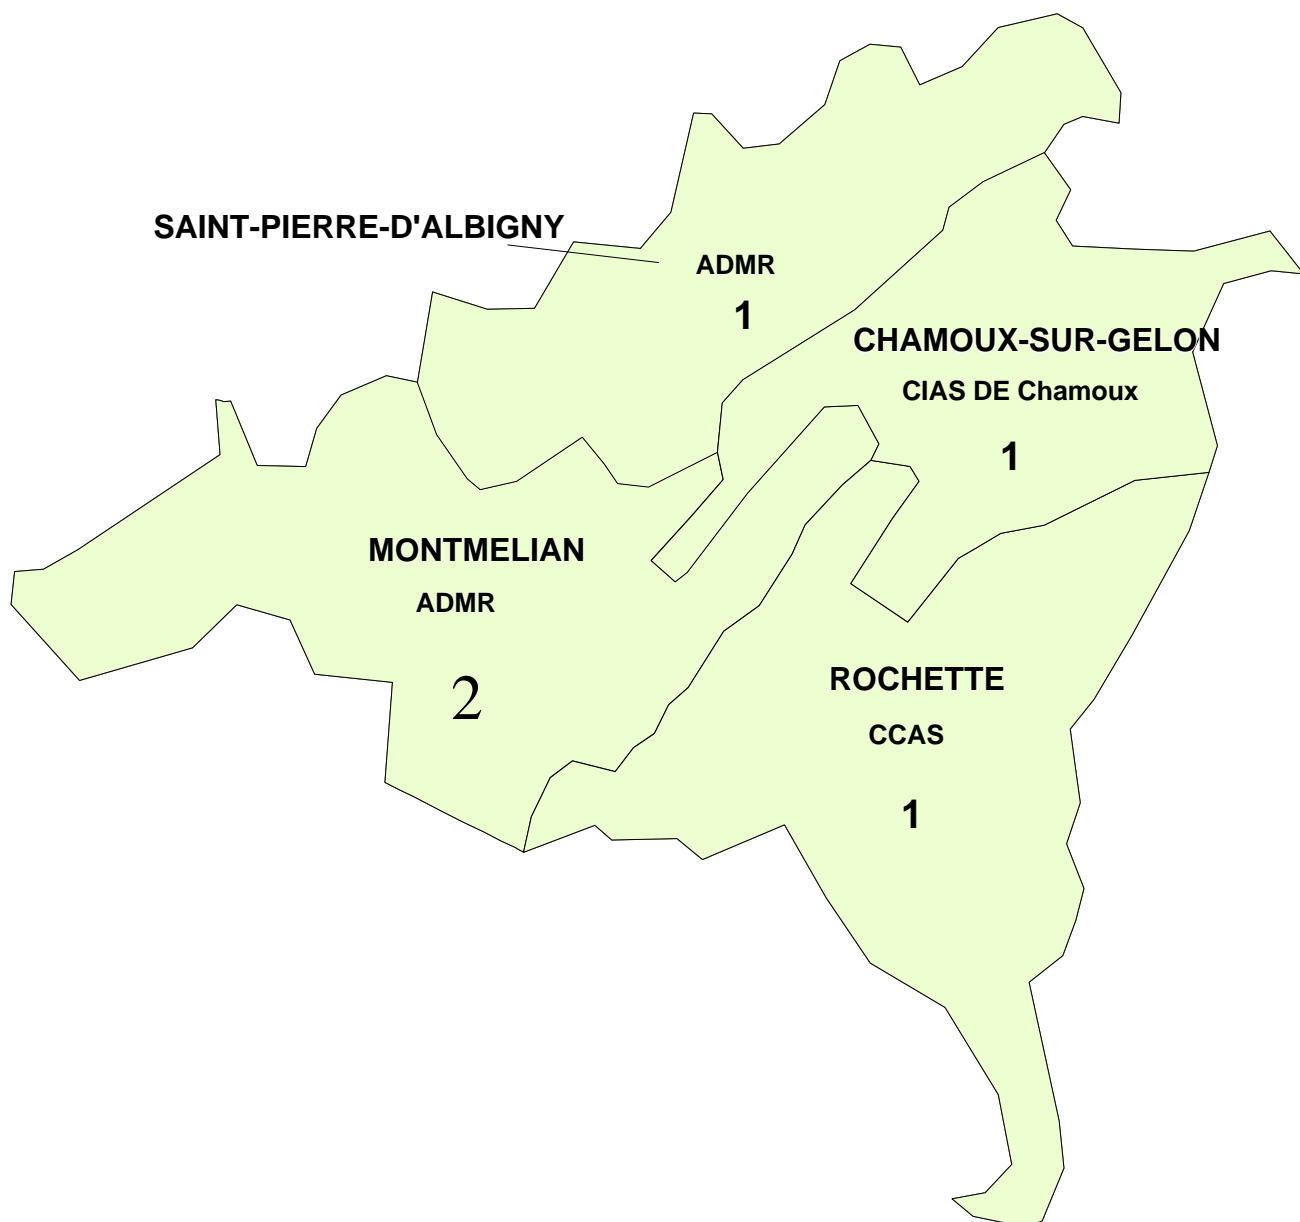 SAINT-PIERRE-D'ALBIGNY
ADMR
1
CHAMOUX-SUR-GELON
CIAS DE Chamoux
1
MONTMELIAN
ADMR
2
ROCHETTE
CCAS
1